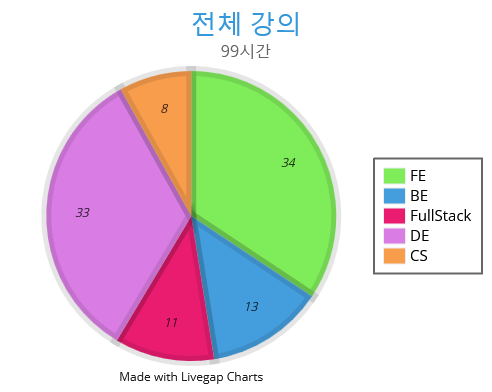 전체 강의
99시간
8
34
33
11
13
FE
BE
FullStack
DE
CS
Made with Livegap Charts